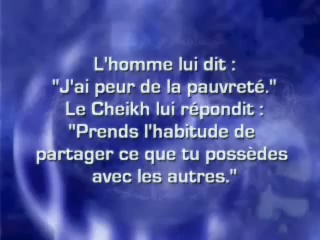 L'homme lui dit :
"J'ai peur de la pauvreté."
Le Cheikh lui répondit :
"Prends l'habitude de
partager ce que tu possèdes
avec les autres."